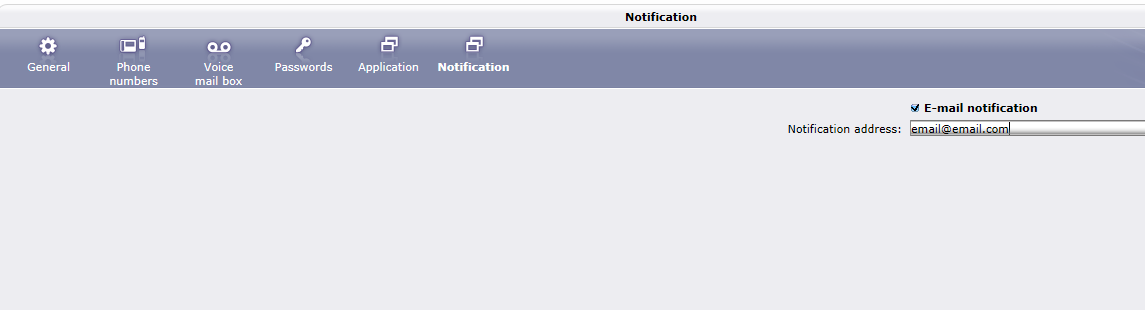 Notification
General
Phone
numbers
Voice
mail box
Passwords
Application
Notification
E-mail notification
Notification address: email@email.com